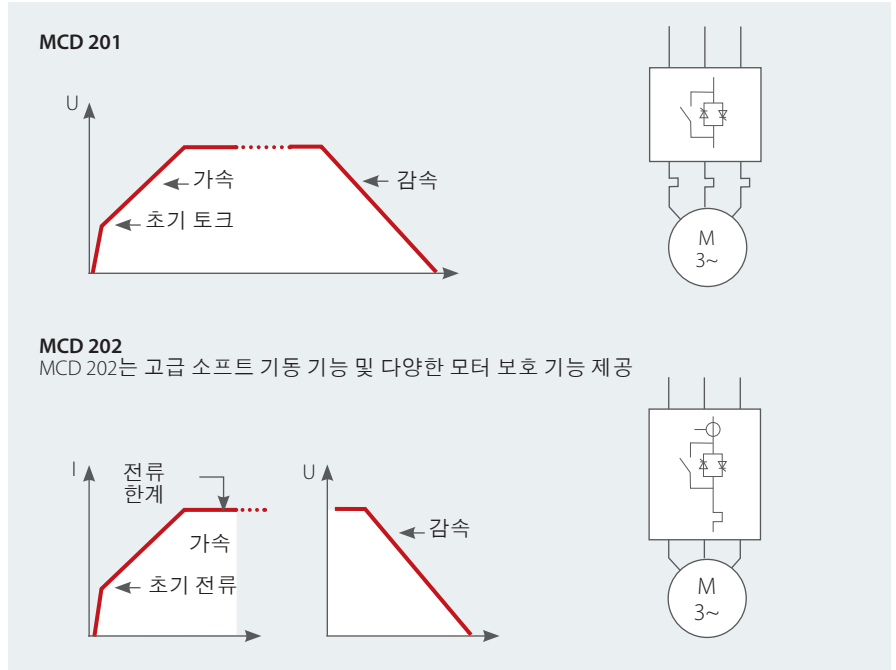 MCD 201
U
가속
감속
초기 토크
M
3~
MCD 202
MCD 202는 고급 소프트 기동 기능 및 다양한 모터 보호 기능 제공
I
전류
한계
가속
초기 전류
U
감속
M
3~